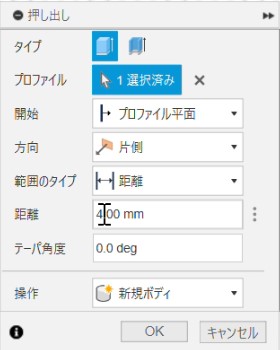 押し出し
タイプ
プロファイル 1 選択済み
開始 プロファイル平面
方向 片側
範囲のタイプ 距離
距離 4.00 mm
テーパ角度 0.0 deg
操作 新規ボディ
OK キャンセル